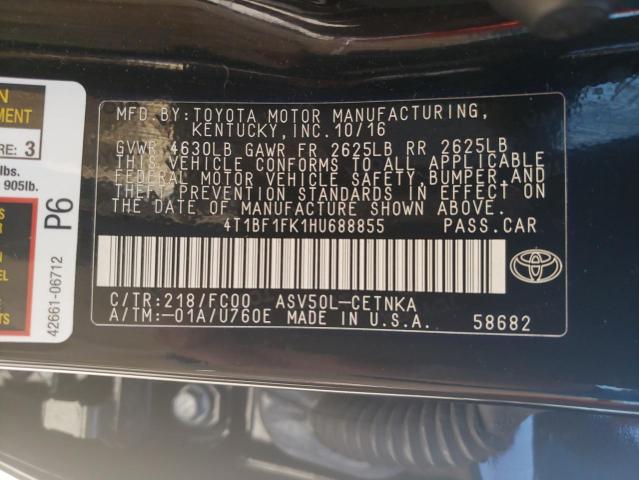 MFD.BY:TOYOTA MOTOR MANUFACTURING,
KENTUCKY,INC.10/16
GVWR 4630LB GAWR FR 2625LB RR 2625LB
THIS VEHICLE CONFORMS TO ALL APPLICABLE
FEDERAL MOTOR VEHICLE SAFETY BUMPER,AND
THEFT PREVENTION STANDARDS IN EFFECT ON
THE DATE OF MANUFACTURE SHOWN ABOVE.
4T1BF1FK1HU688855 PASS.CAR
C/TR:218/FC00 ASV50L-CETNKA
A/TM:-01A/U760E MADE IN U.S.A. 58682
: 3
lbs.
905lb.
P6
42661-06712